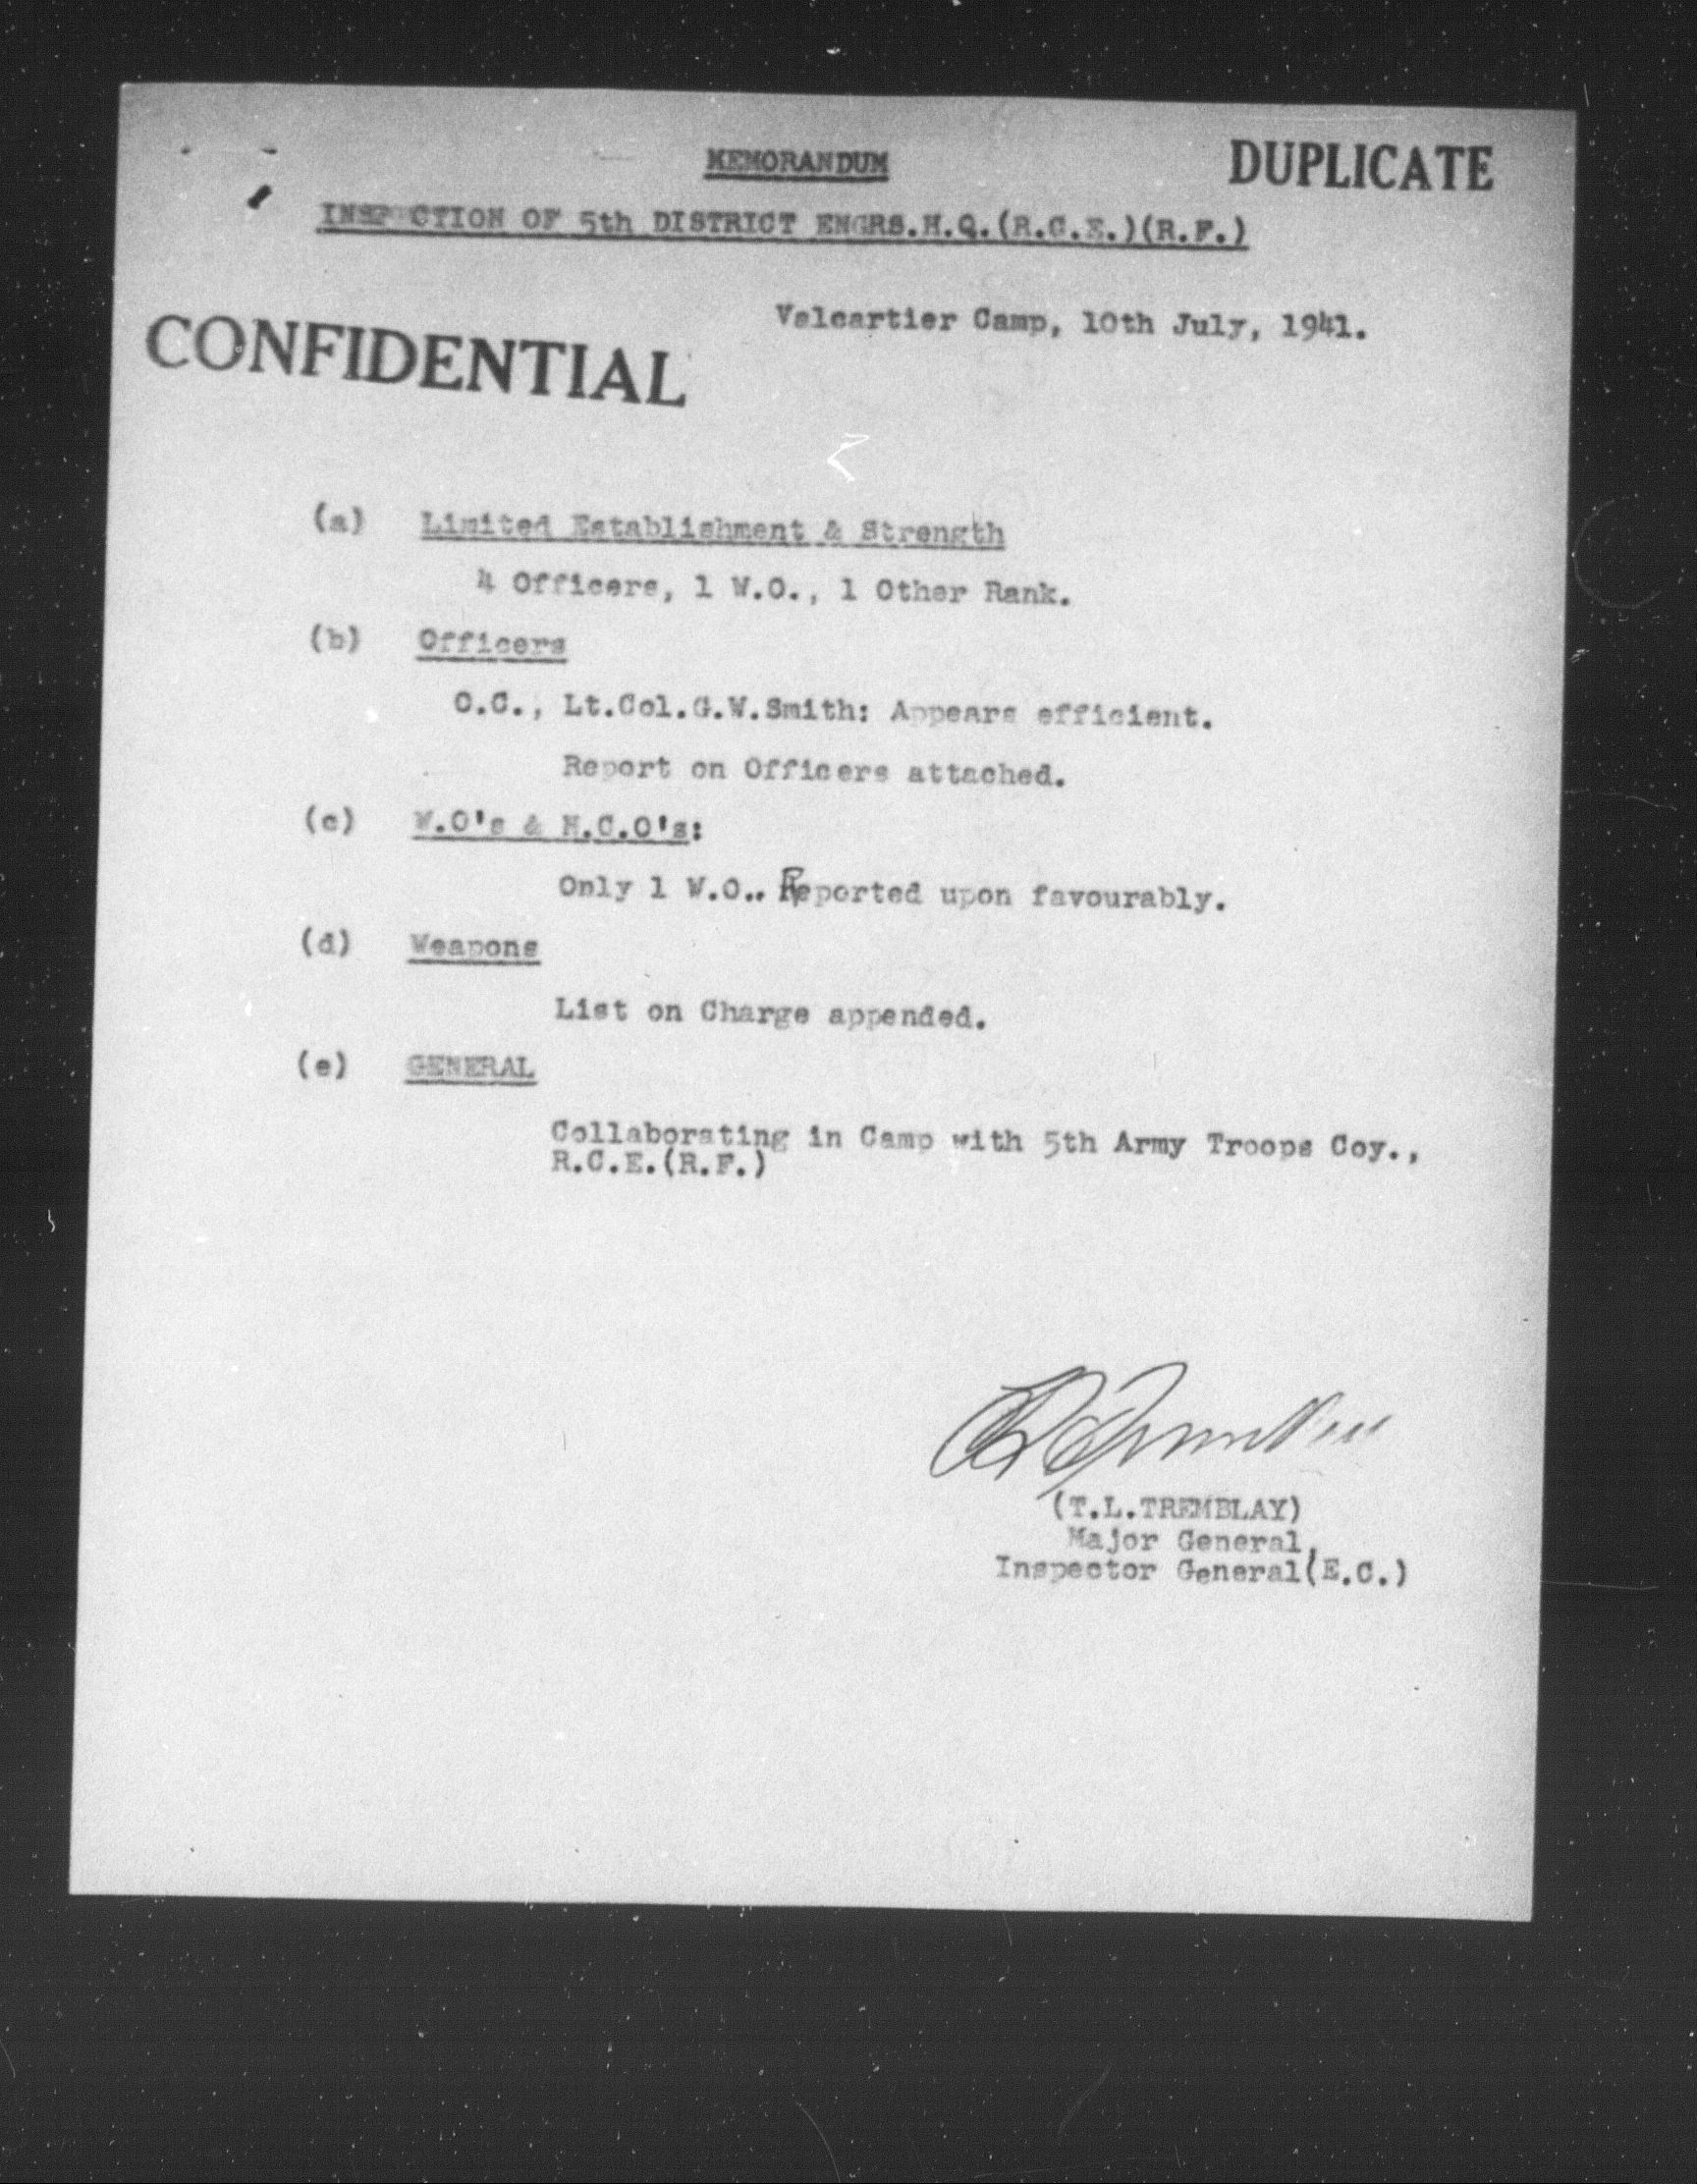 MEMORANDUM
DUPLICATE
INSPECTION OF 5th DISTRICT ENGRS.H.Q.(R.C.E.)(R.F.)
Valcartier Camp, 10th July, 1941.
CONFIDENTIAL
(a) Limited Establishment & Strength
4 Officers, 1 W.O., 1 Other Rank.
(b) Officers
O.C., Lt.Col.G.W.Smith: Appears efficient.
Report on Officers attached.
(c) W.O's & N.C.O's:
Only 1 W.O.. Reported upon favourably.
(d) Weapons
List on Charge appended.
(e) GENERAL
Collaborating in Camp with 5th Army Troops Coy.,
R.C.E.(R.F.)
(T.L.TREMBLAY)
Major General,
Inspector General(E.C.)